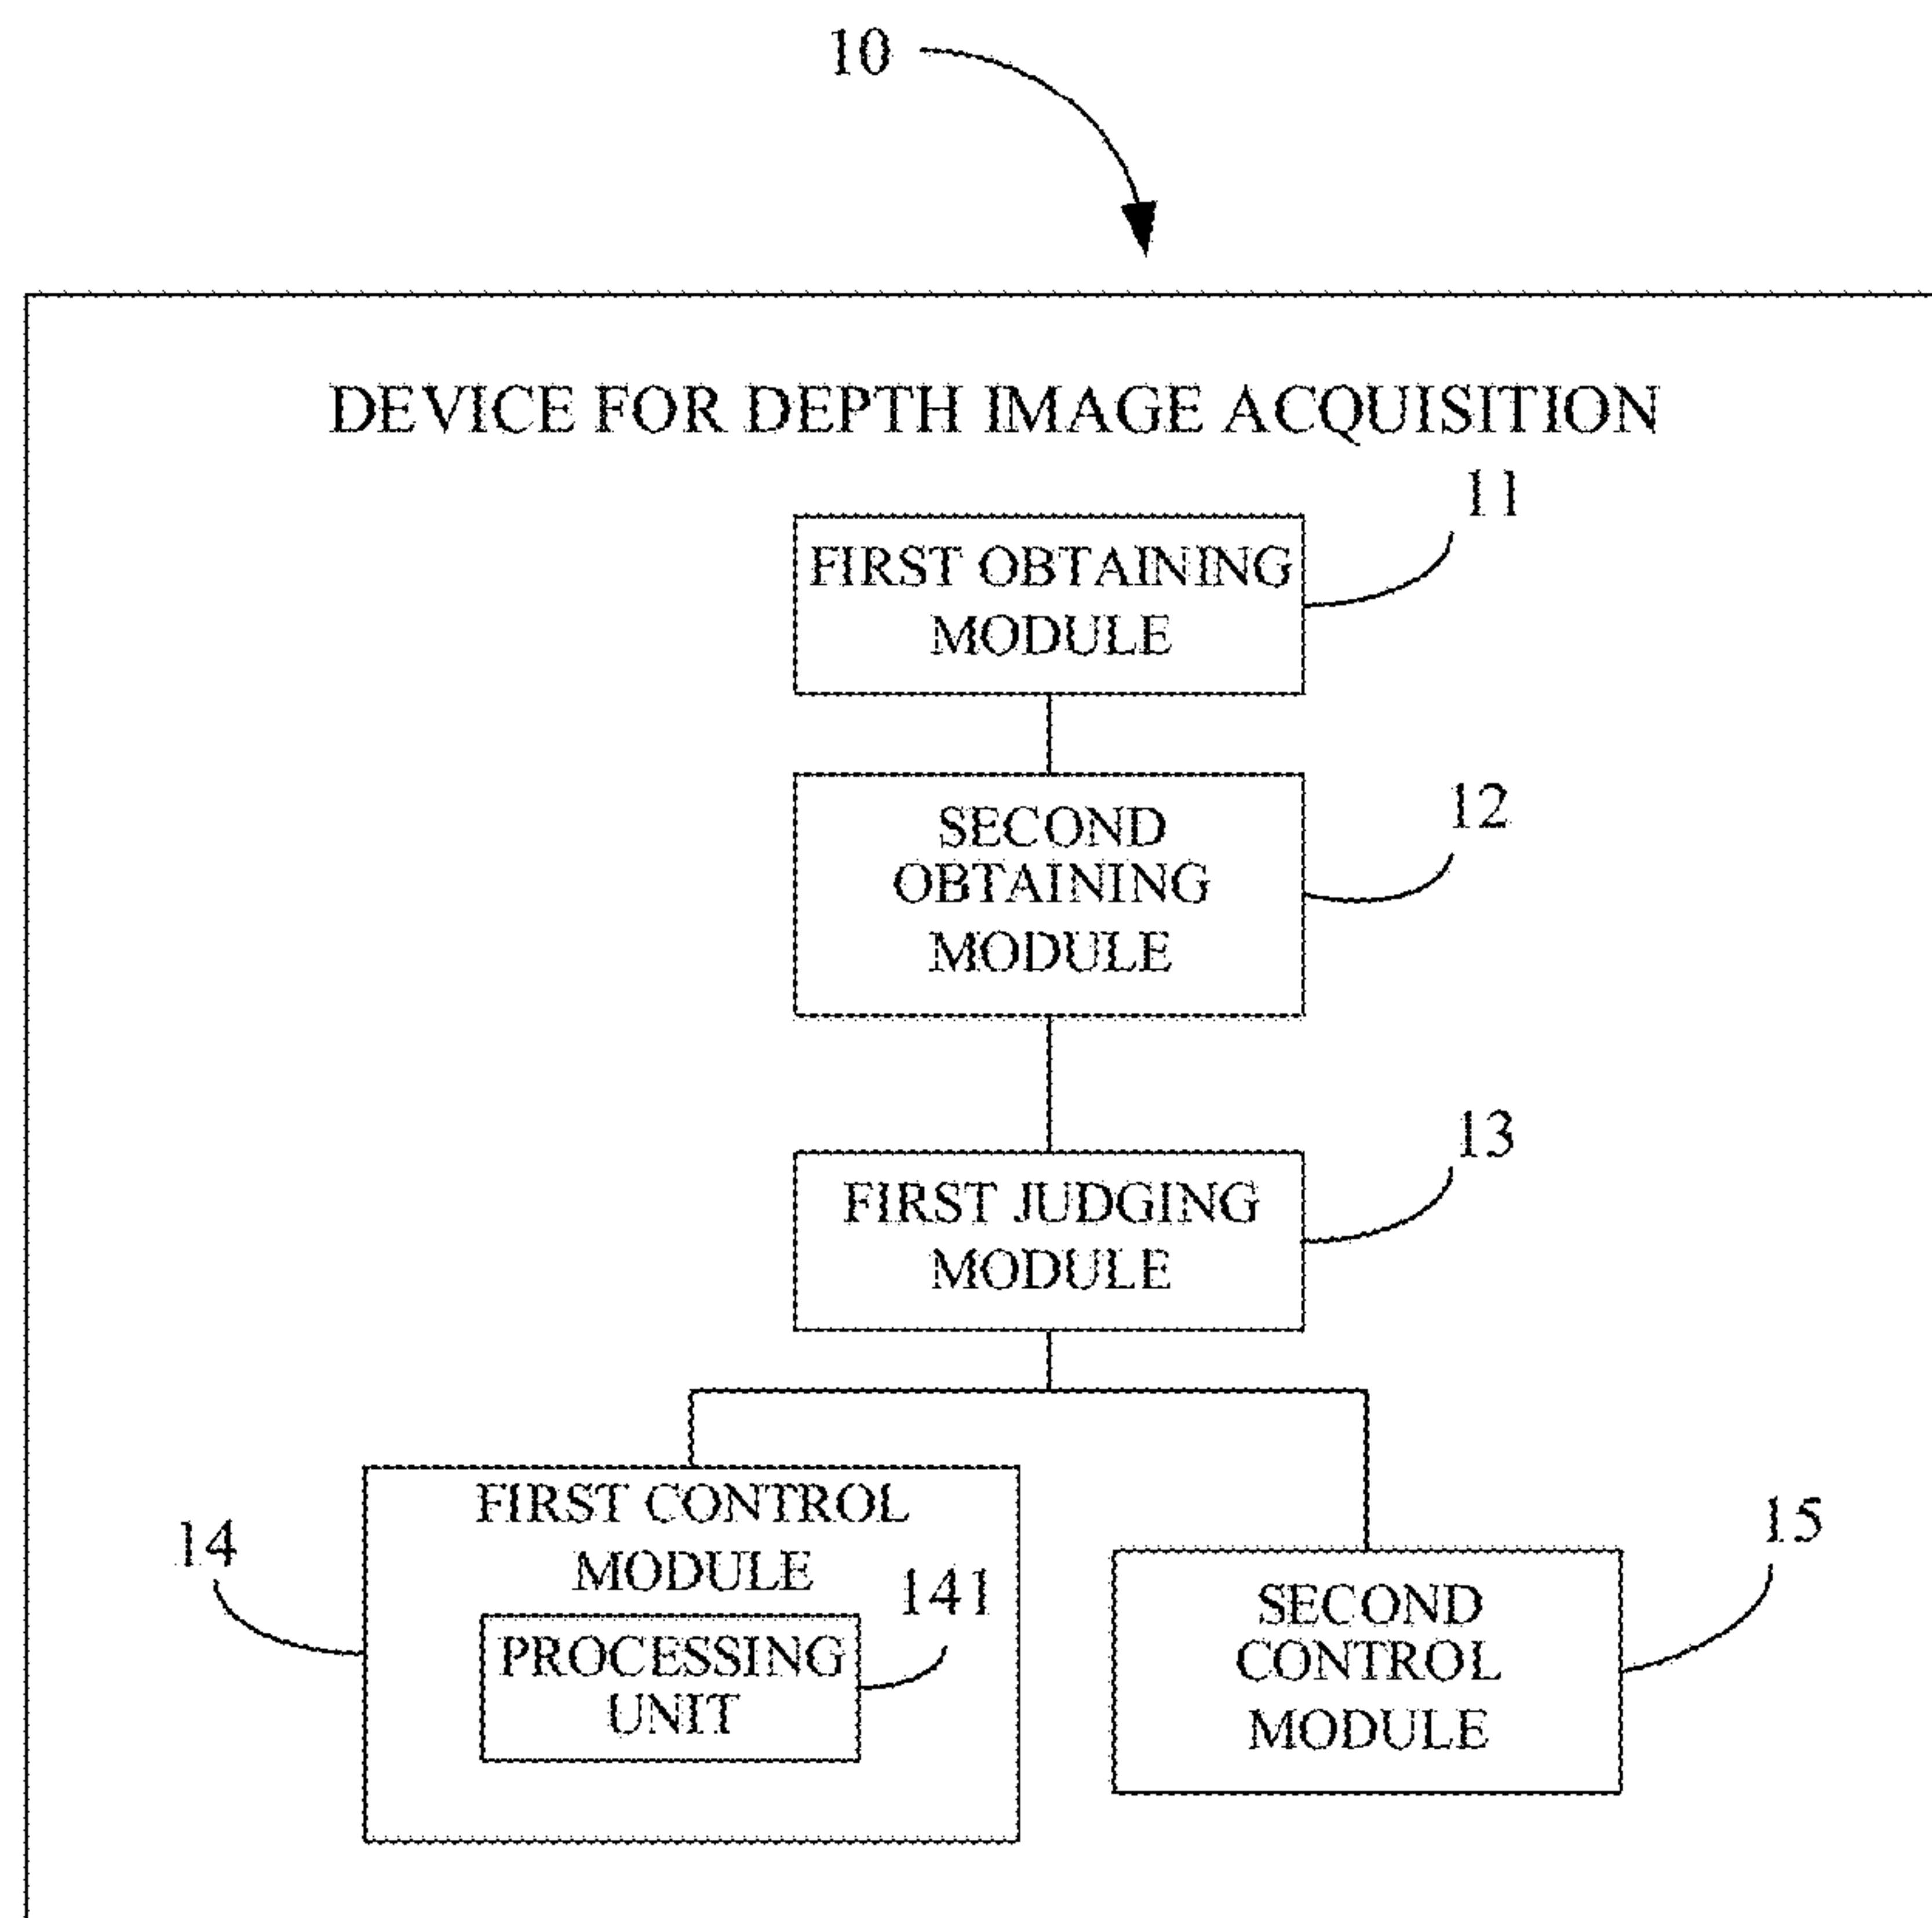 10
DEVICE FOR DEPTH IMAGE ACQUISITION
11
FIRST OBTAINING
MODULE
12
SECOND
OBTAINING
MODULE
13
FIRST JUDGING
MODULE
14
FIRST CONTROL
MODULE
141
PROCESSING
UNIT
15
SECOND
CONTROL
MODULE